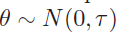 θ ∼ N(0, τ)